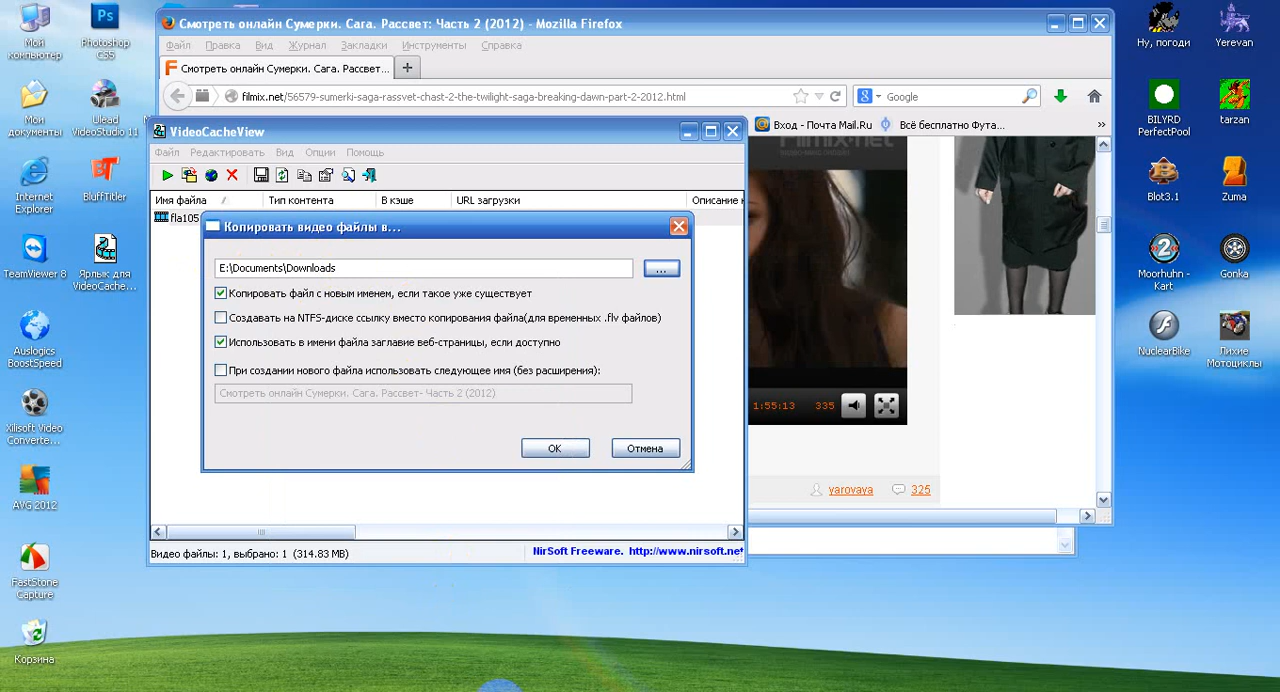 Мой компьютер
Photoshop CS5
Мои документы
Ulead VideoStudio 11
Internet Explorer
BluffTitler
TeamViewer 8
Ярлык для VideoCache...
Auslogics BoostSpeed
Xilisoft Video Converte...
AVG 2012
FastStone Capture
Корзина
Смотреть онлайн Сумерки. Сага. Рассвет: Часть 2 (2012) - Mozilla Firefox
Файл Правка Вид Журнал Закладки Инструменты Справка
Смотреть онлайн Сумерки. Сага. Рассвет...
filmix.net/56579-sumerki-saga-rassvet-chast-2-the-twilight-saga-breaking-dawn-part-2-2012.html
Google
Вход - Почта Mail.Ru
Всё бесплатно Фута...
VideoCacheView
Файл Редактировать Вид Опции Помощь
Имя файла Тип контента В кэше URL загрузки Описание
fla105
Копировать видео файлы в...
E:\Documents\Downloads
...
Копировать файл с новым именем, если такое уже существует
Создавать на NTFS-диске ссылку вместо копирования файла(для временных .flv файлов)
Использовать в имени файла заглавие веб-страницы, если доступно
При создании нового файла использовать следующее имя (без расширения):
Смотреть онлайн Сумерки. Сага. Рассвет- Часть 2 (2012)
OK Отмена
1:55:13 335
yarovaya 325
Видео файлы: 1, выбрано: 1 (314.83 MB)
NirSoft Freeware. http://www.nirsoft.net
Ну, погоди
Yerevan
BILYRD PerfectPool
tarzan
Blot3.1
Zuma
Moorhuhn - Kart
Gonka
NuclearBike
Лихие Мотоциклы